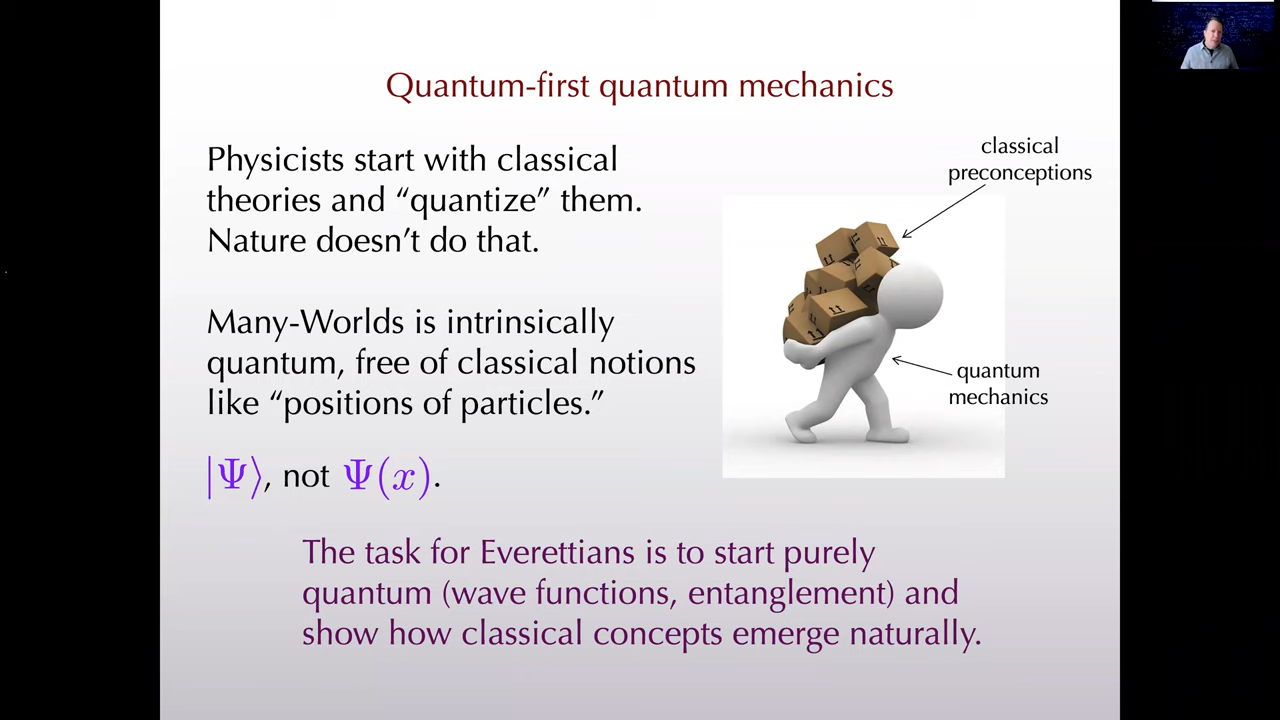 Quantum-first quantum mechanics
Physicists start with classical
theories and “quantize” them.
Nature doesn’t do that.
Many-Worlds is intrinsically
quantum, free of classical notions
like “positions of particles.”
|Ψ⟩, not Ψ(x).
classical
preconceptions
quantum
mechanics
The task for Everettians is to start purely
quantum (wave functions, entanglement) and
show how classical concepts emerge naturally.